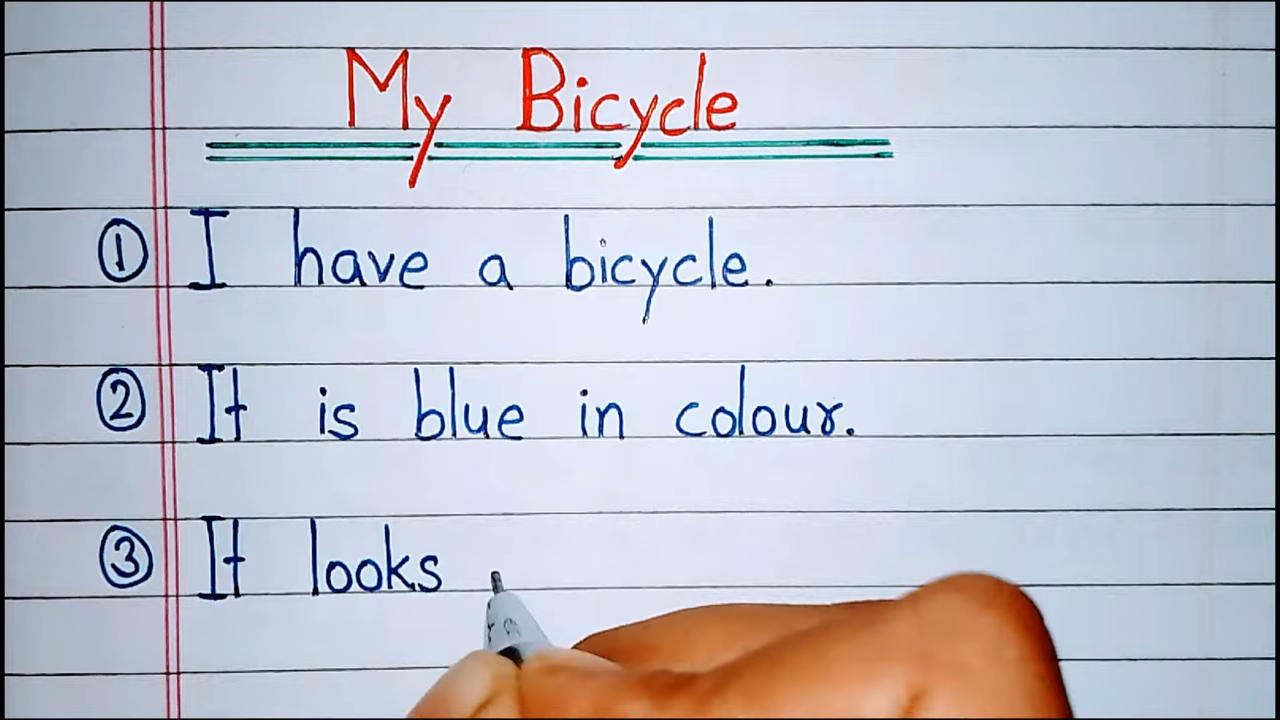 My Bicycle
① I have a bicycle.
② It is blue in colour.
③ It looks